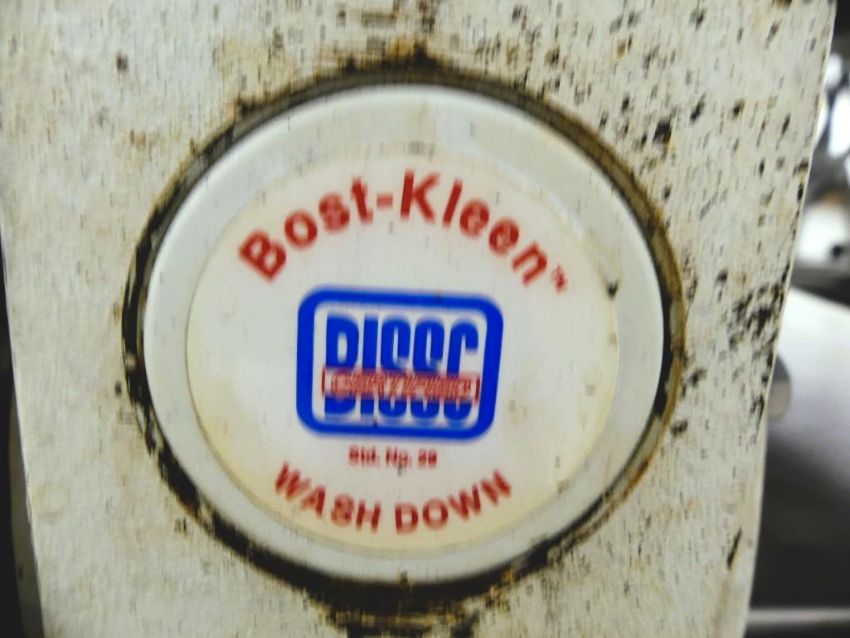 Bost-Kleen™
BISSC
CERTIFIED
Std. No. 29
WASH DOWN